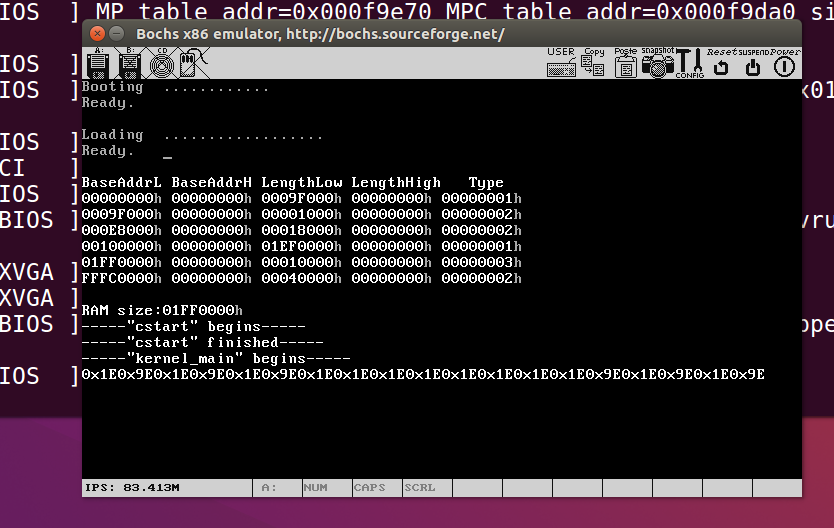 IOS  ] MP table addr=0x000f9e70 MPC table addr=0x000f9da0 si
Bochs x86 emulator, http://bochs.sourceforge.net/
A: B: CD USER Copy Paste snapshot CONFIG Reset SUSPEND Power
IOS  ]
Booting  ............
IOS  ] x01
Ready.
Loading  ..................
IOS  ]
Ready.   _
CI   ]
BaseAddrL BaseAddrH LengthLow LengthHigh   Type
IOS  ]
00000000h 00000000h 0009F000h 00000000h 00000001h
0009F000h 00000000h 00001000h 00000000h 00000002h
BIOS ] vru
000E8000h 00000000h 00018000h 00000000h 00000002h
00100000h 00000000h 01EF0000h 00000000h 00000001h
01FF0000h 00000000h 00010000h 00000000h 00000003h
XVGA ]
FFFC0000h 00000000h 00040000h 00000000h 00000002h
XVGA ]
RAM size:01FF0000h
BIOS ] ppe
-----"cstart" begins-----
-----"cstart" finished-----
-----"kernel_main" begins-----
IOS  ]
0x1E0x9E0x1E0x9E0x1E0x9E0x1E0x1E0x1E0x1E0x1E0x1E0x1E0x9E0x1E0x9E0x1E0x9E
IPS: 83.413M A: NUM CAPS SCRL